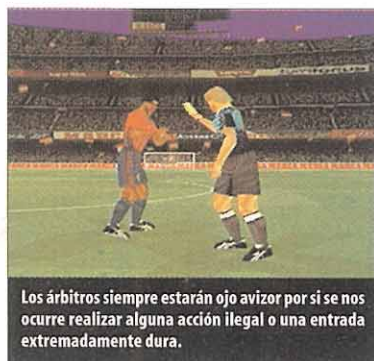 Los árbitros siempre estarán ojo avizor por si se nos
ocurre realizar alguna acción ilegal o una entrada
extremadamente dura.